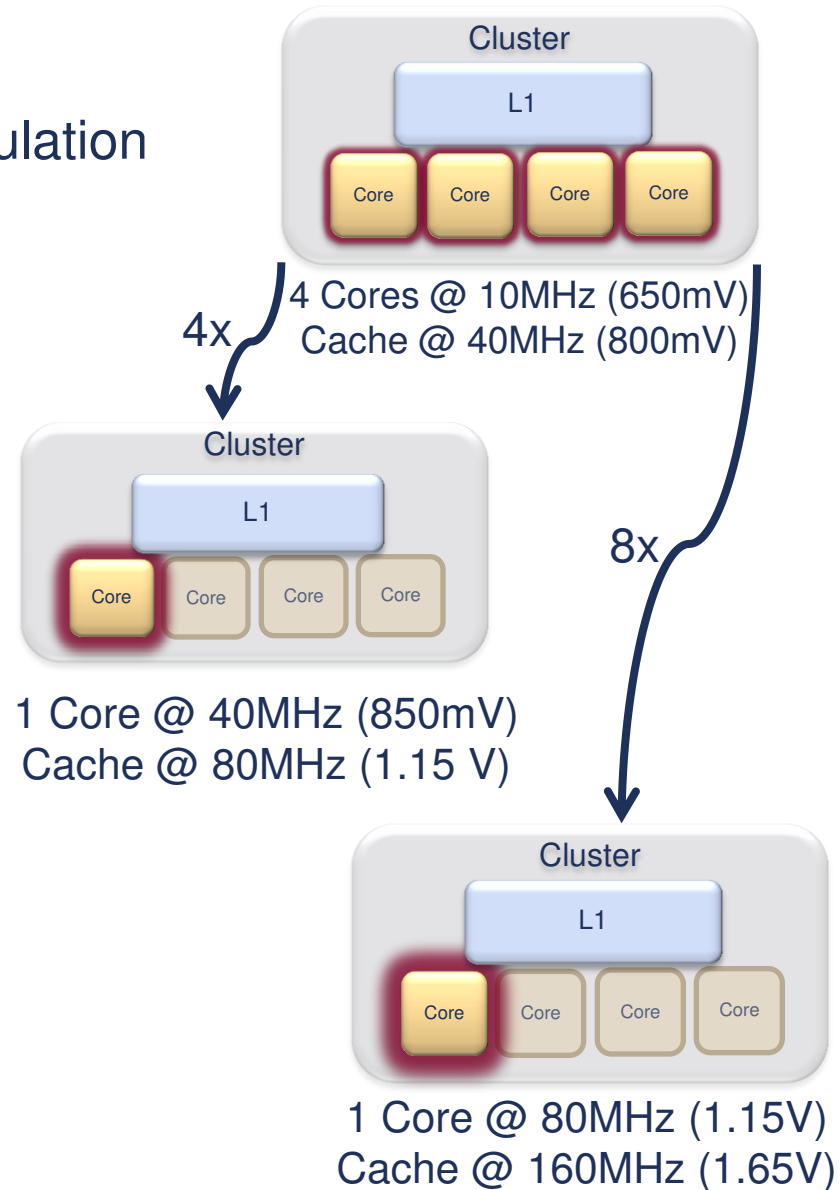 Cluster
L1
ulation
Core Core Core Core
4 Cores @ 10MHz (650mV)
4x
Cache @ 40MHz (800mV)
Cluster
L1
8x
Core Core Core Core
1 Core @ 40MHz (850mV)
Cache @ 80MHz (1.15 V)
Cluster
L1
Core Core Core Core
1 Core @ 80MHz (1.15V)
Cache @ 160MHz (1.65V)